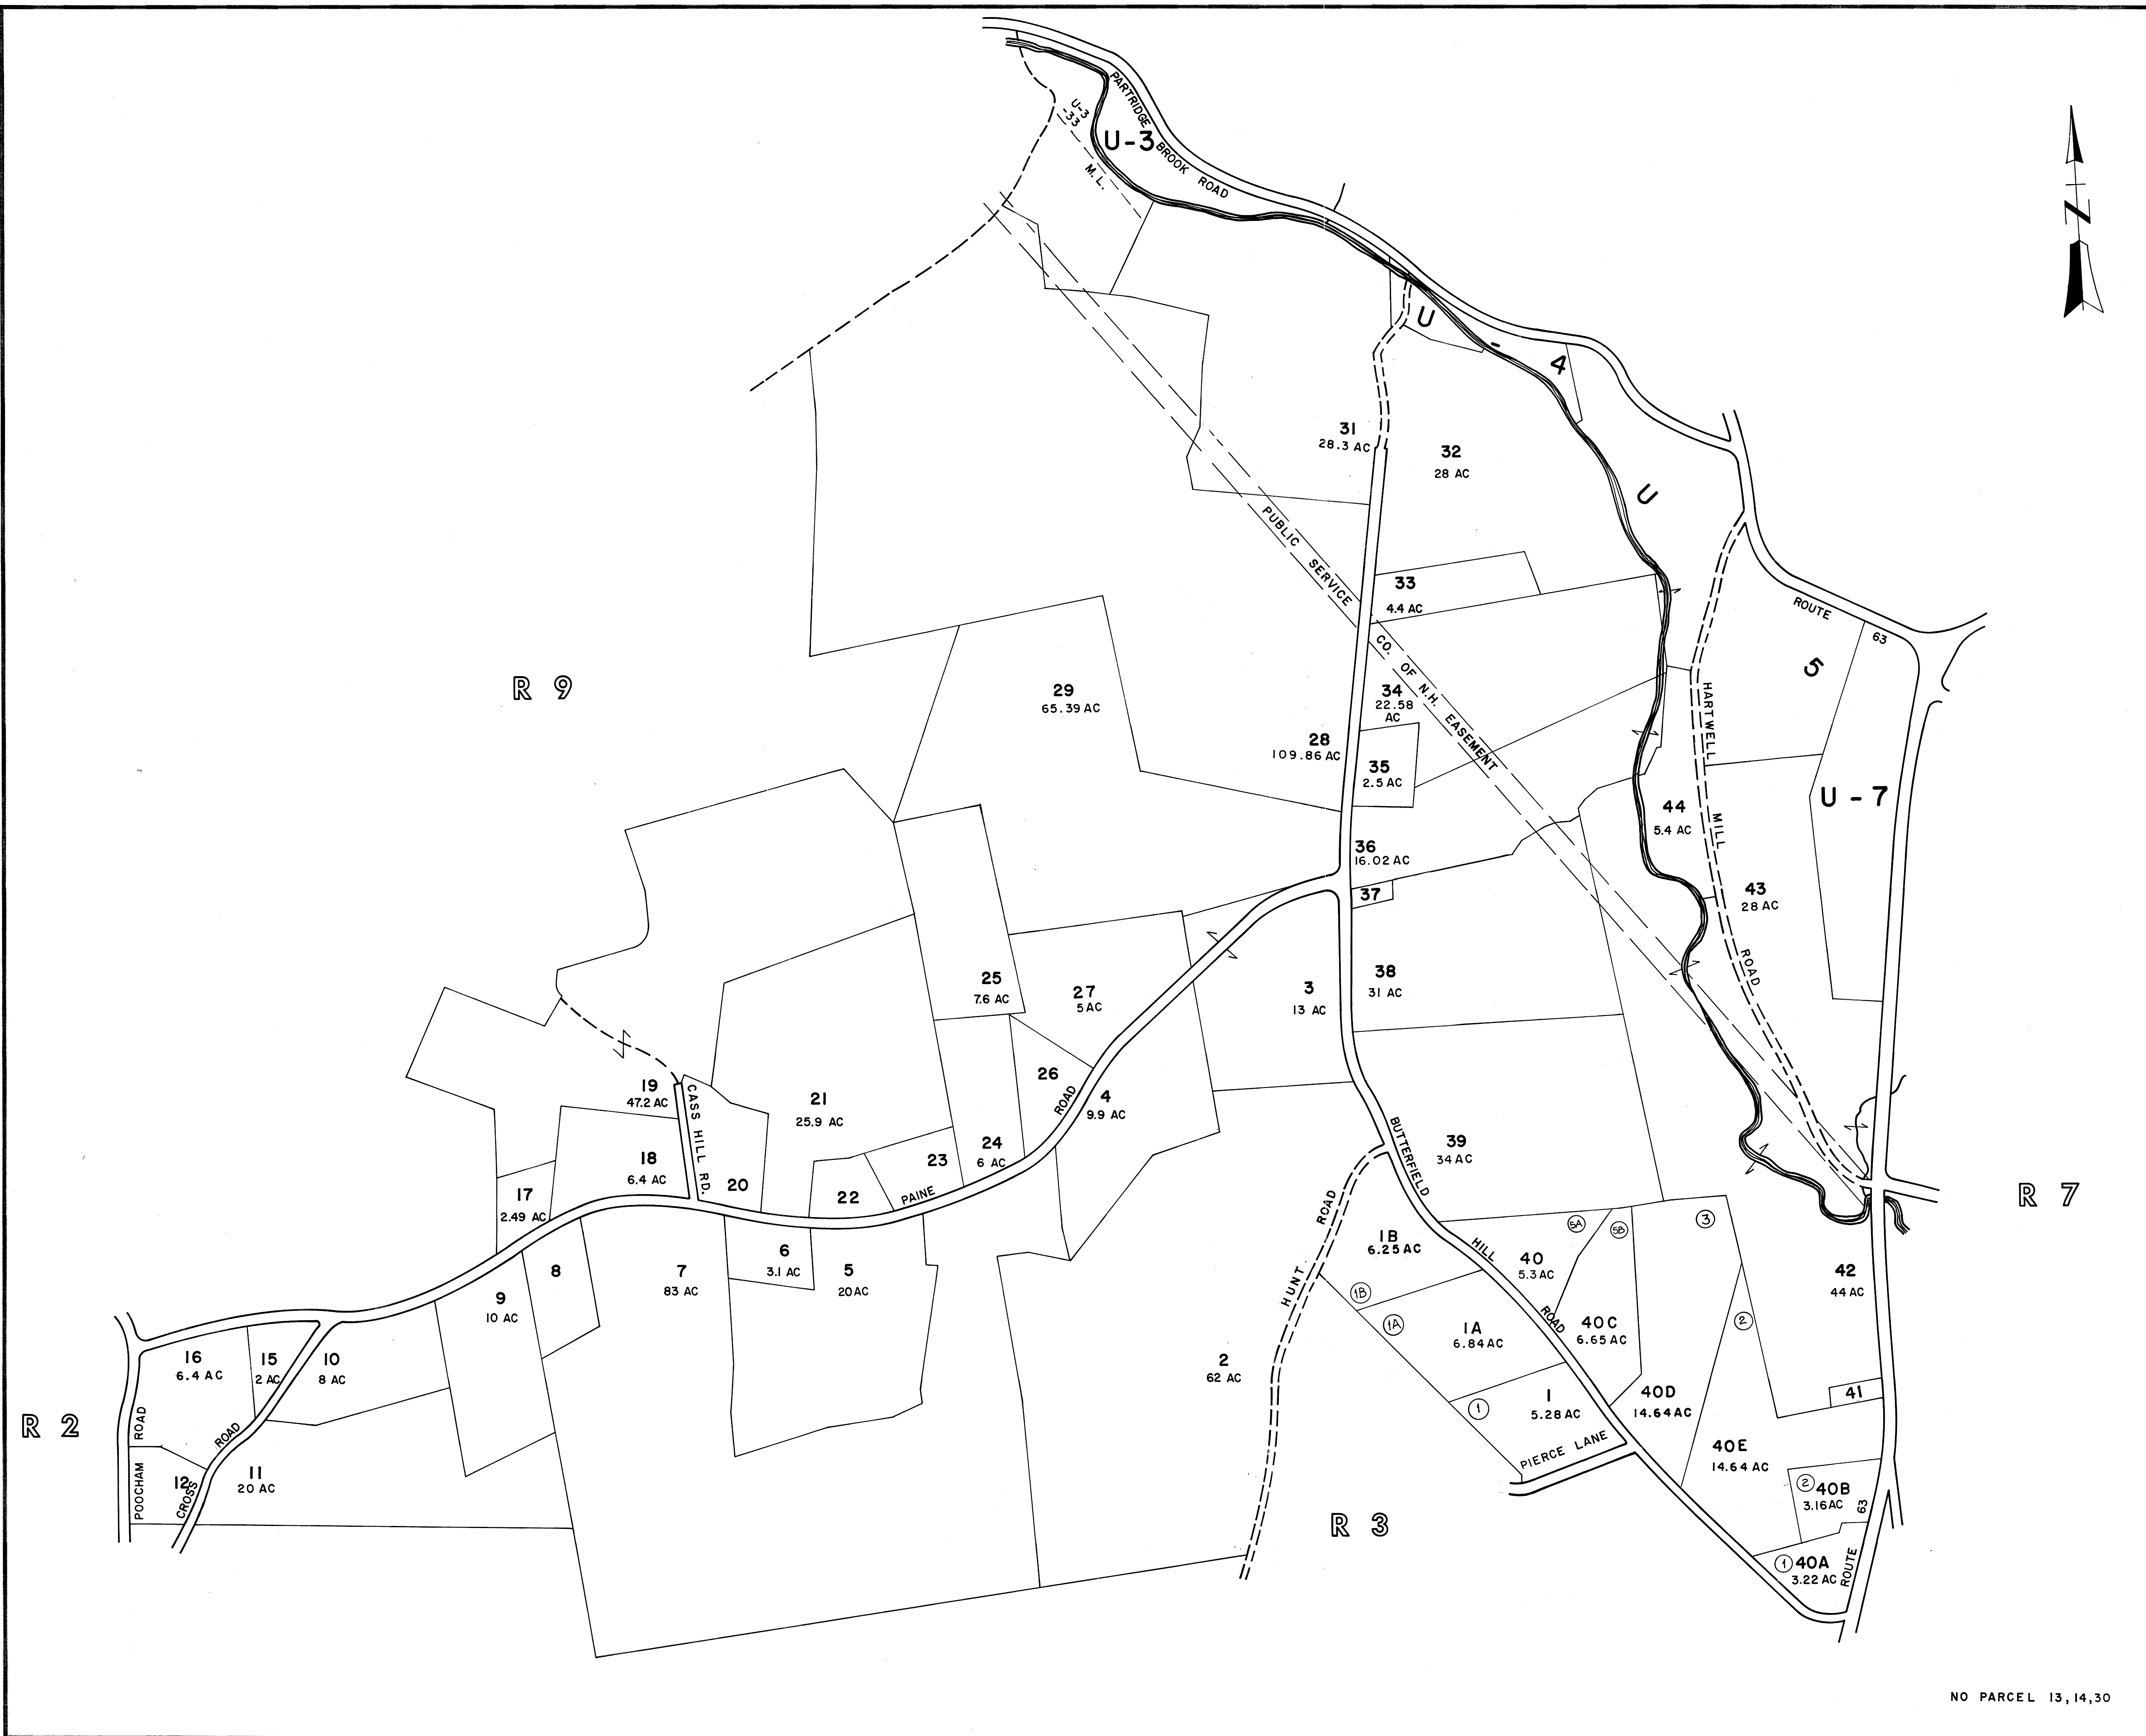 PARTRIDGE BROOK ROAD
U-3
-33
U-3
M. L.
N
U - 4
31
28.3 AC
32
28 AC
U
5
PUBLIC SERVICE
CO. OF N.H. EASEMENT
33
4.4 AC
ROUTE 63
R 9
29
65.39 AC
34
22.58
AC
28
109.86 AC
35
2.5 AC
HARTWELL MILL ROAD
U - 7
44
5.4 AC
36
16.02 AC
37
43
28 AC
25
7.6 AC
27
5 AC
3
13 AC
38
31 AC
19
47.2 AC
CASS HILL RD.
21
25.9 AC
26
ROAD
4
9.9 AC
24
6 AC
23
18
6.4 AC
20
22
PAINE
17
2.49 AC
BUTTERFIELD
39
34 AC
R 7
HUNT ROAD
1B
6.25 AC
HILL
40
5.3 AC
5A
5B
3
6
3.1 AC
5
20 AC
8
7
83 AC
9
10 AC
42
44 AC
1B
1A
1A
6.84 AC
ROAD
40C
6.65 AC
2
16
6.4 AC
15
2 AC
10
8 AC
2
62 AC
1
1
5.28 AC
40D
14.64 AC
41
R 2
POOCHAM ROAD
CROSS ROAD
12
11
20 AC
PIERCE LANE
40E
14.64 AC
2
40B
3.16 AC
63
R 3
1
40A
3.22 AC
ROUTE
NO PARCEL 13,14,30